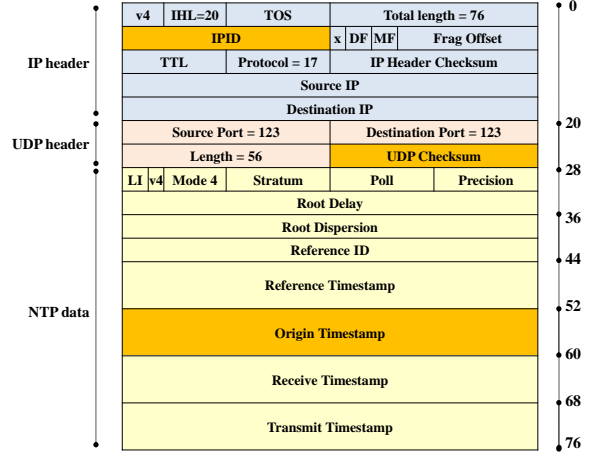 v4 IHL=20 TOS Total length = 76 0
IPID x DF MF Frag Offset
IP header TTL Protocol = 17 IP Header Checksum
Source IP
Destination IP
Source Port = 123 Destination Port = 123 20
UDP header
Length = 56 UDP Checksum
LI v4 Mode 4 Stratum Poll Precision 28
Root Delay
Root Dispersion 36
Reference ID
44
Reference Timestamp
NTP data 52
Origin Timestamp
60
Receive Timestamp
68
Transmit Timestamp
76